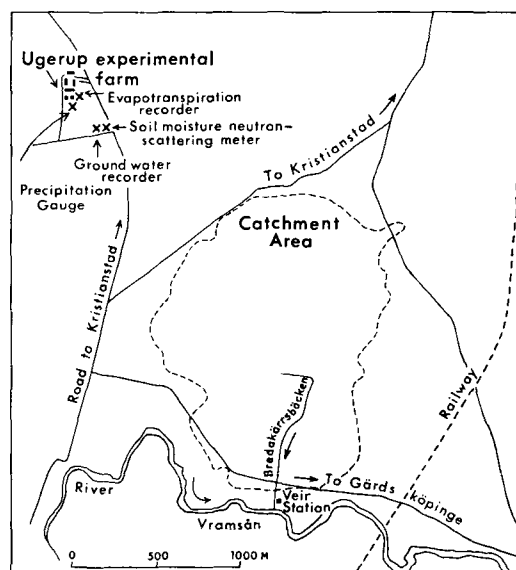 Ugerup experimental
farm
Evapotranspiration
recorder
Soil moisture neutran-
scattering meter
Ground water
recorder
Precipitation
Gauge
To Kristianstad
Catchment
Area
Road to Kristianstad
Bredakärrsbäcken
Railway
To Gärds köpinge
River
Veir
Station
Vramsån
0 500 1000 M